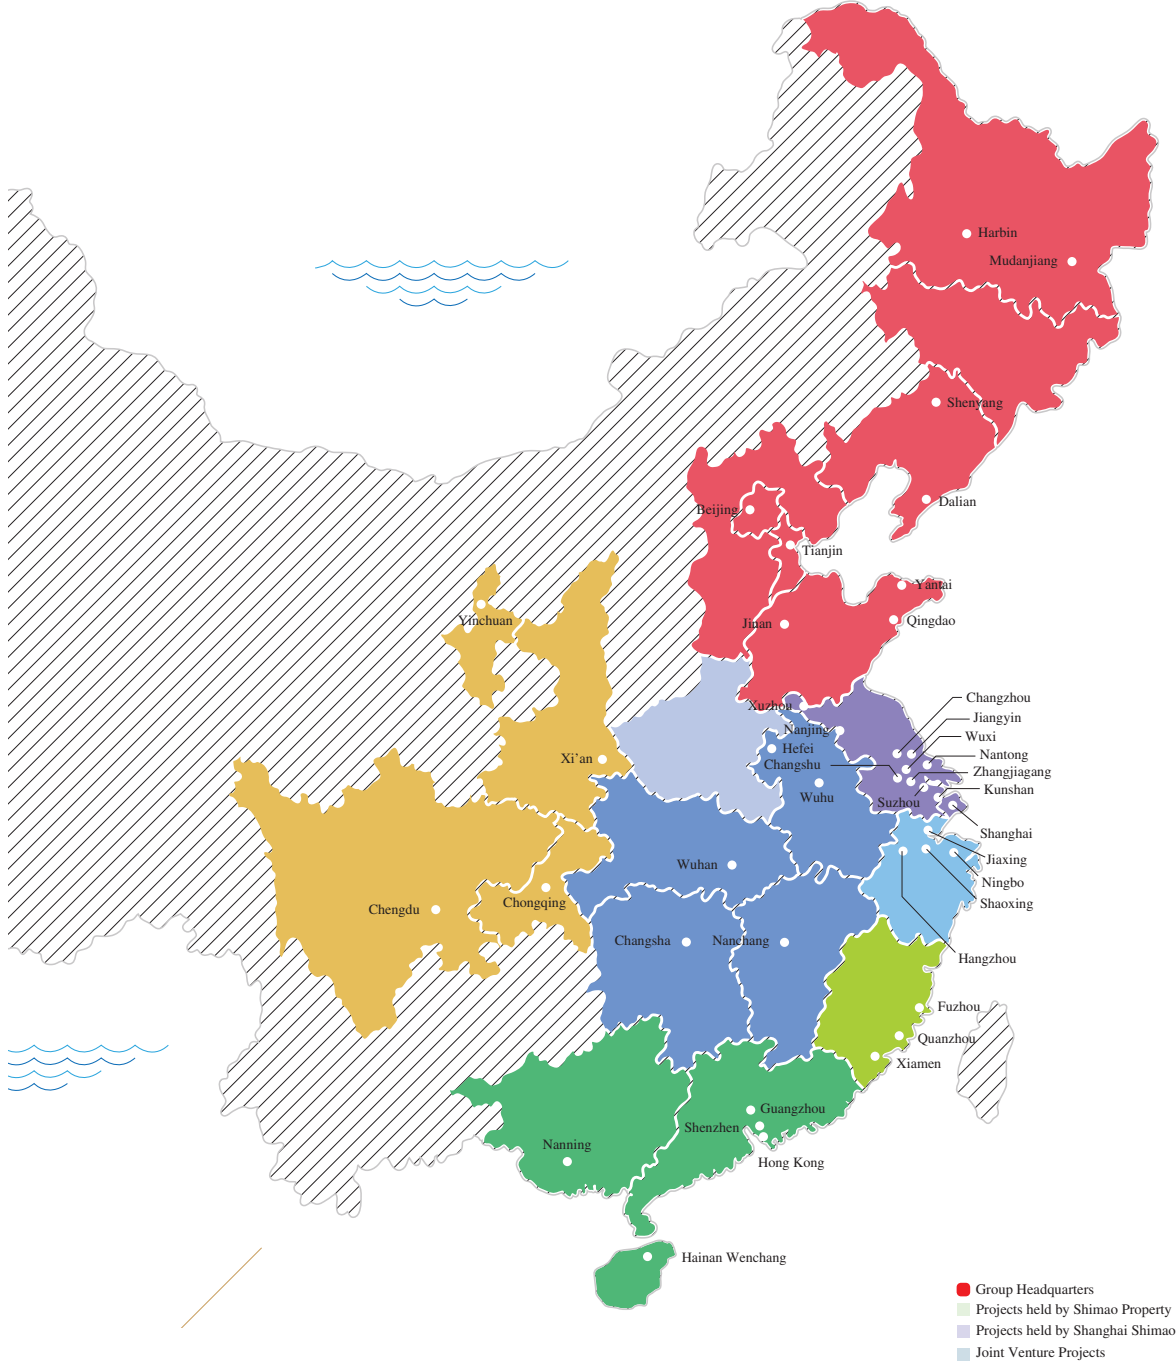 Harbin
Mudanjiang
Shenyang
Dalian
Beijing
Tianjin
Yantai
Yinchuan
Jinan
Qingdao
Changzhou
Xuzhou
Jiangyin
Nanjing
Wuxi
Hefei
Nantong
Xi’an
Changshu
Zhangjiagang
Kunshan
Wuhu
Suzhou
Shanghai
Jiaxing
Wuhan
Ningbo
Chongqing
Shaoxing
Chengdu
Changsha
Nanchang
Hangzhou
Fuzhou
Quanzhou
Xiamen
Guangzhou
Shenzhen
Nanning
Hong Kong
Hainan Wenchang
Group Headquarters
Projects held by Shimao Property
Projects held by Shanghai Shimao
Joint Venture Projects